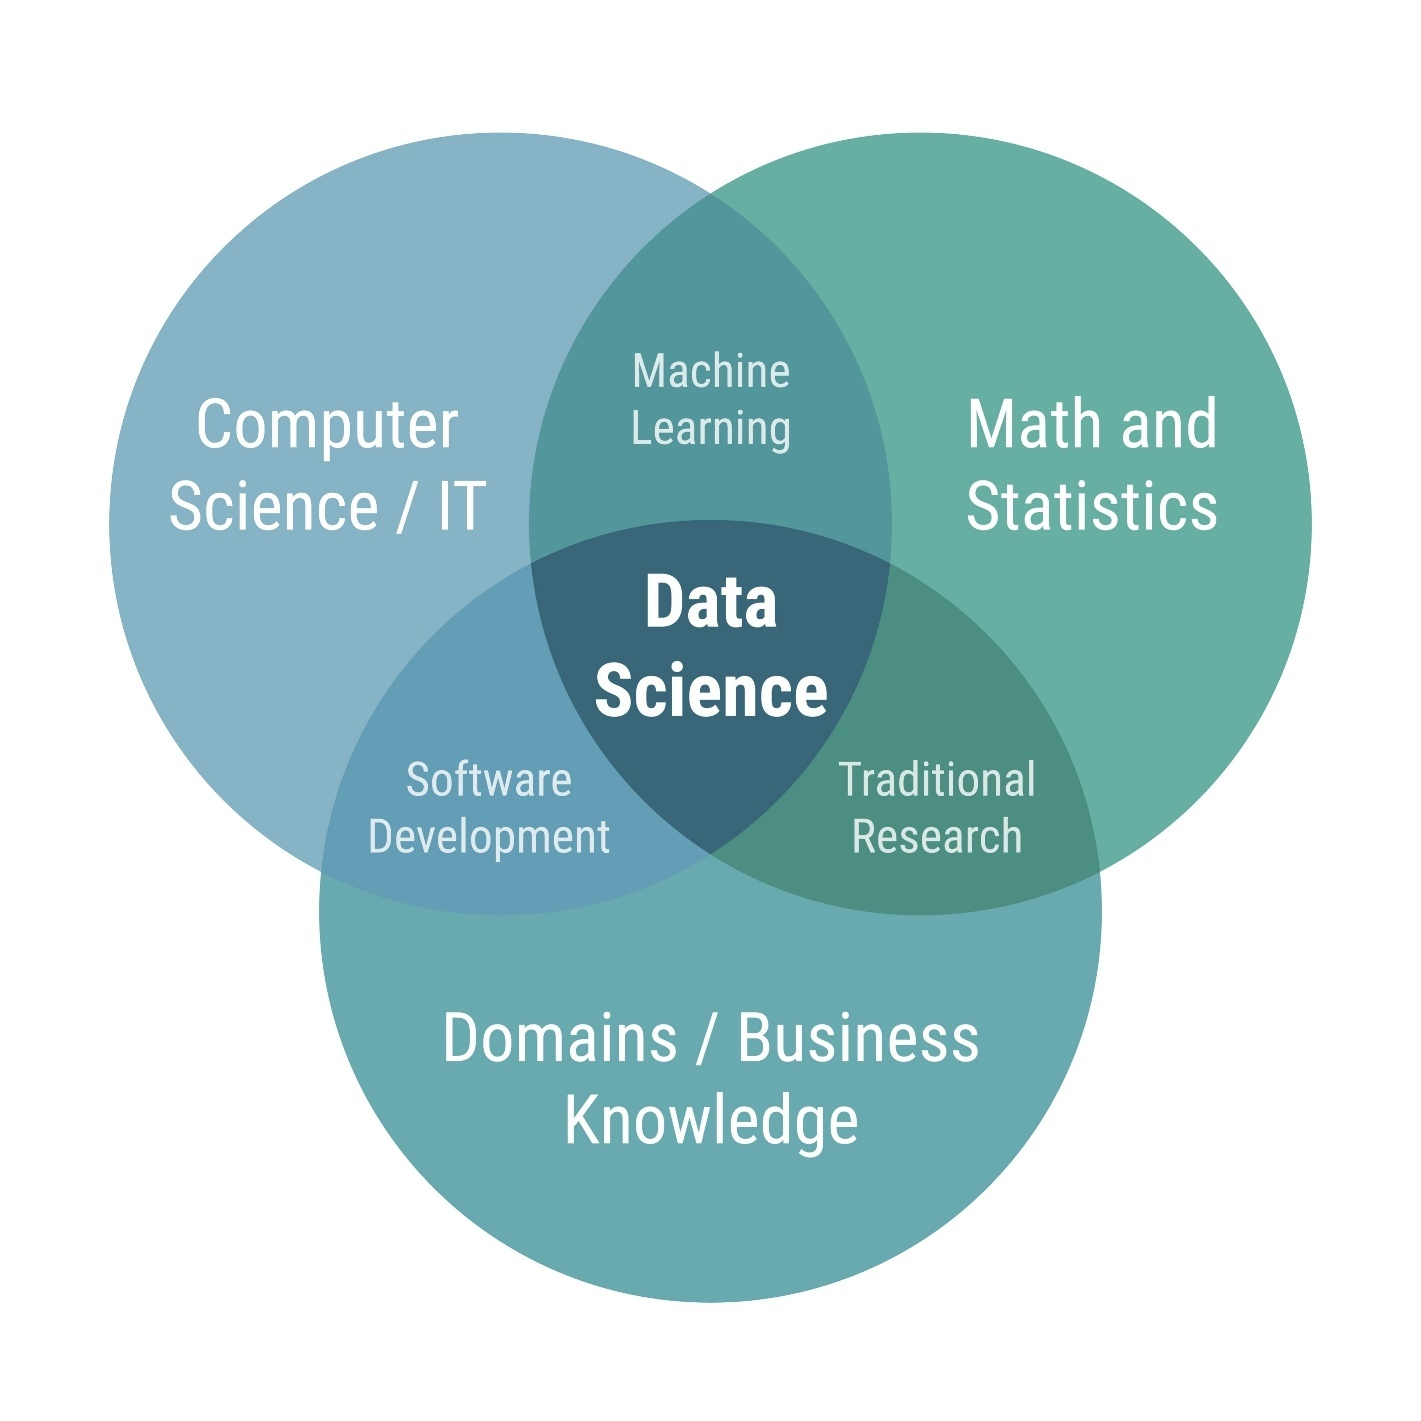 Computer
Science / IT
Machine
Learning
Math and
Statistics
Data
Science
Software
Development
Traditional
Research
Domains / Business
Knowledge